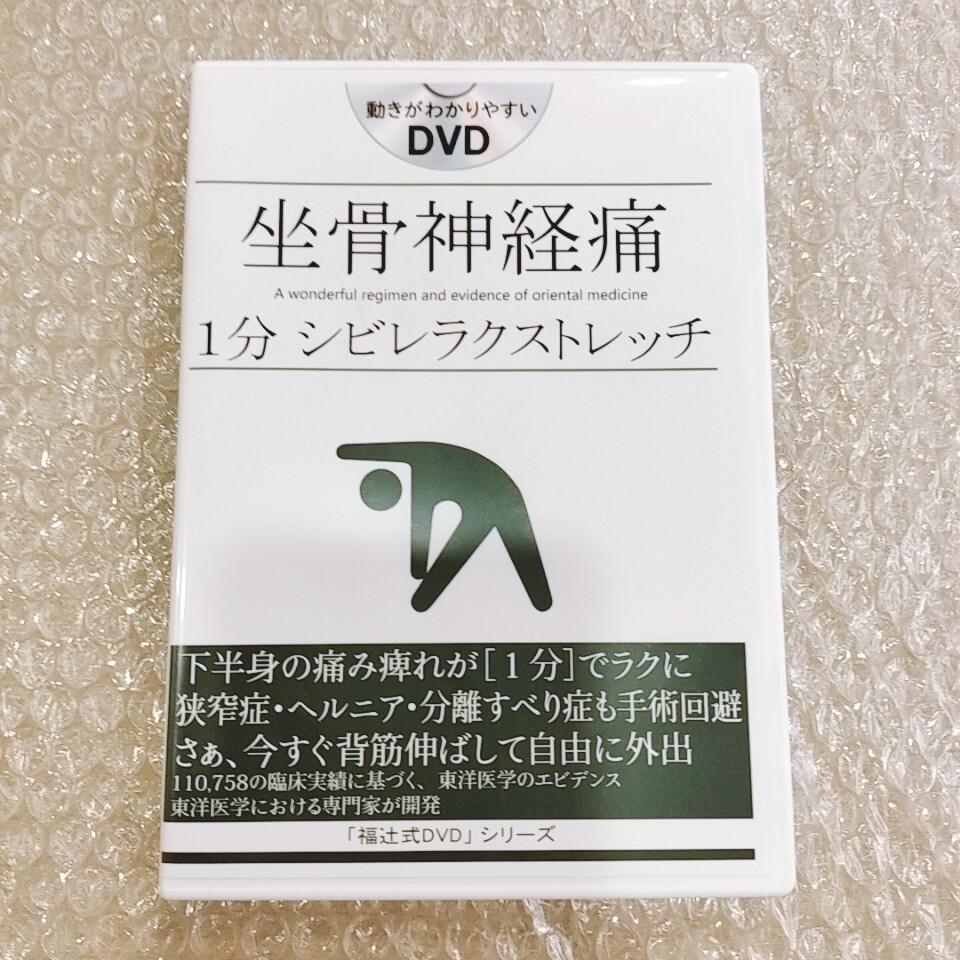 動きがわかりやすい
DVD
坐骨神経痛
A wonderful regimen and evidence of oriental medicine
1分 シビレラクストレッチ
下半身の痛み痺れが[1分]でラクに
狭窄症・ヘルニア・分離すべり症も手術回避
さぁ、今すぐ背筋伸ばして自由に外出
110,758の臨床実績に基づく、東洋医学のエビデンス
東洋医学における専門家が開発
「福辻式DVD」シリーズ